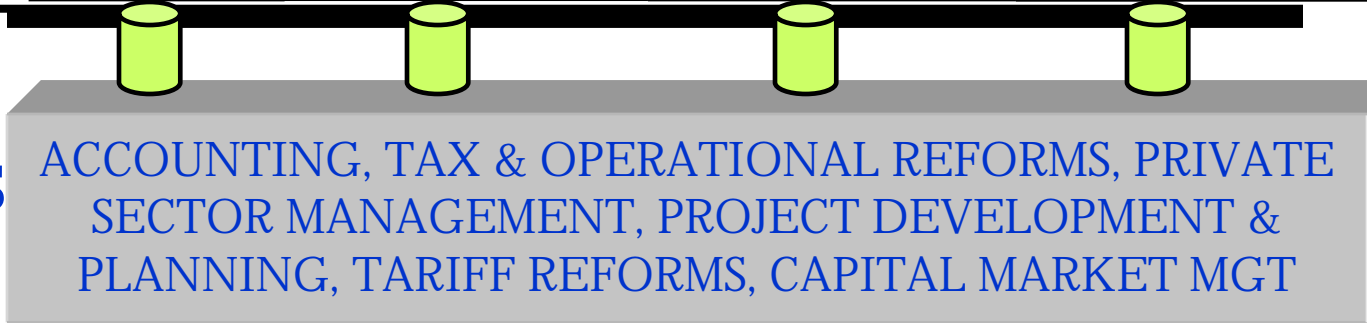 ACCOUNTING, TAX & OPERATIONAL REFORMS, PRIVATE
SECTOR MANAGEMENT, PROJECT DEVELOPMENT &
PLANNING, TARIFF REFORMS, CAPITAL MARKET MGT